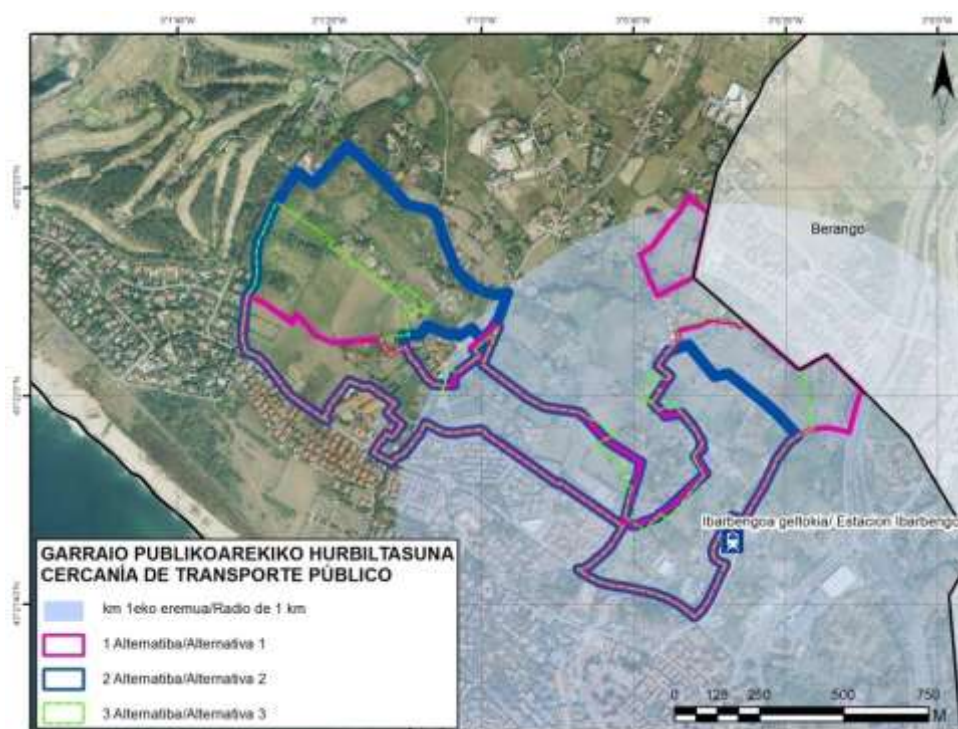 Berango
Ibarbengoa geltokia/ Estación Ibarbengo
GARRAIO PUBLIKOAREKIKO HURBILTASUNA
CERCANÍA DE TRANSPORTE PÚBLICO
km 1eko eremua/Radio de 1 km
1 Alternatiba/Alternativa 1
2 Alternatiba/Alternativa 2
3 Alternatiba/Alternativa 3
0 125 250 500 750
M